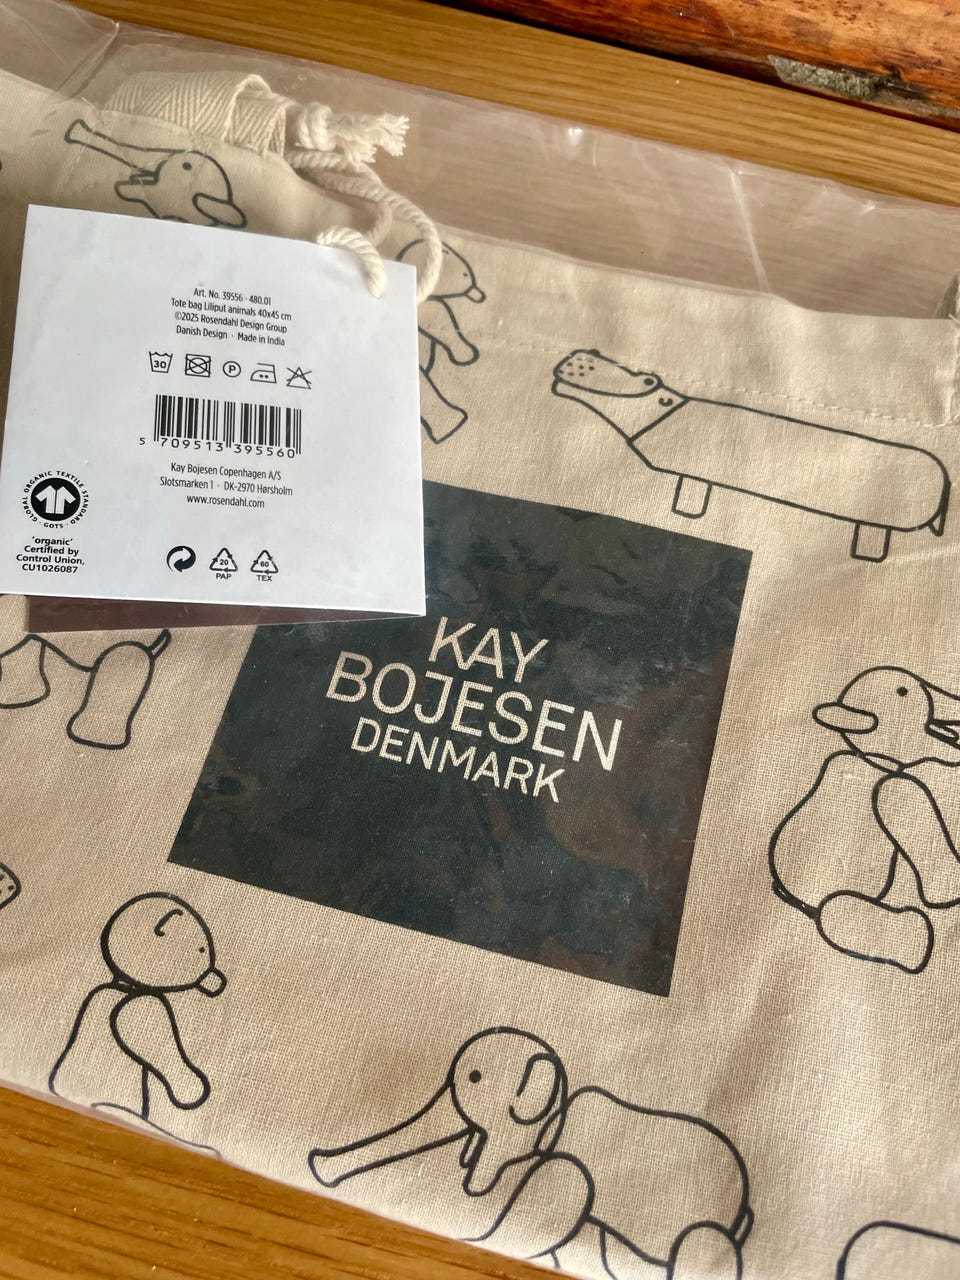 Art. No. 39556 - 480.01
Tote bag Liliput animals 40x45 cm
©2025 Rosendahl Design Group
Danish Design · Made in India
30
P
5 709513 395560
Kay Bojesen Copenhagen A/S
Slotsmarken 1 · DK-2970 Hørsholm
www.rosendahl.com
GLOBAL ORGANIC TEXTILE STANDARD · GOTS ·
'organic'
Certified by
Control Union,
CU1026087
20
PAP
60
TEX
KAY
BOJESEN
DENMARK